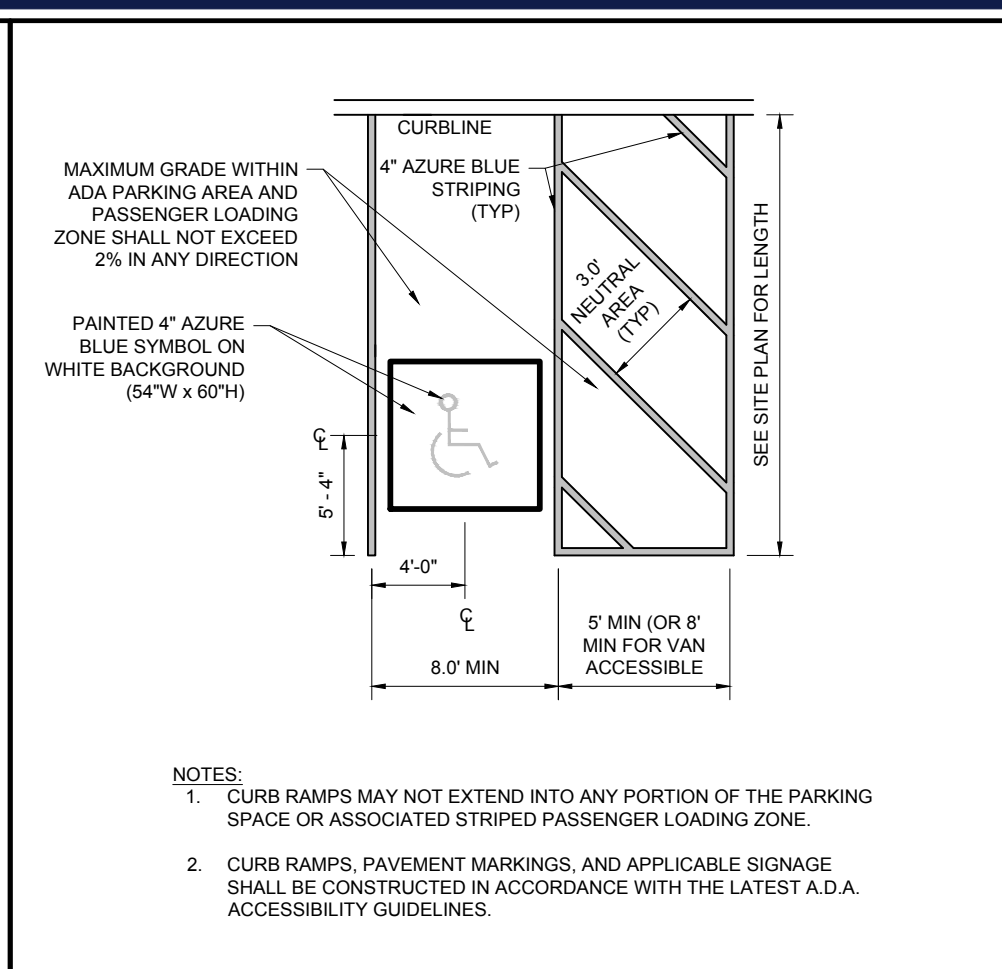 CURBLINE
MAXIMUM GRADE WITHIN
ADA PARKING AREA AND
PASSENGER LOADING
ZONE SHALL NOT EXCEED
2% IN ANY DIRECTION
4" AZURE BLUE
STRIPING
(TYP)
3.0'
NEUTRAL
AREA
(TYP)
SEE SITE PLAN FOR LENGTH
PAINTED 4" AZURE
BLUE SYMBOL ON
WHITE BACKGROUND
(54"W x 60"H)
℄
5' - 4"
4'-0"
℄
8.0' MIN
5' MIN (OR 8'
MIN FOR VAN
ACCESSIBLE
NOTES:
1. CURB RAMPS MAY NOT EXTEND INTO ANY PORTION OF THE PARKING
SPACE OR ASSOCIATED STRIPED PASSENGER LOADING ZONE.
2. CURB RAMPS, PAVEMENT MARKINGS, AND APPLICABLE SIGNAGE
SHALL BE CONSTRUCTED IN ACCORDANCE WITH THE LATEST A.D.A.
ACCESSIBILITY GUIDELINES.